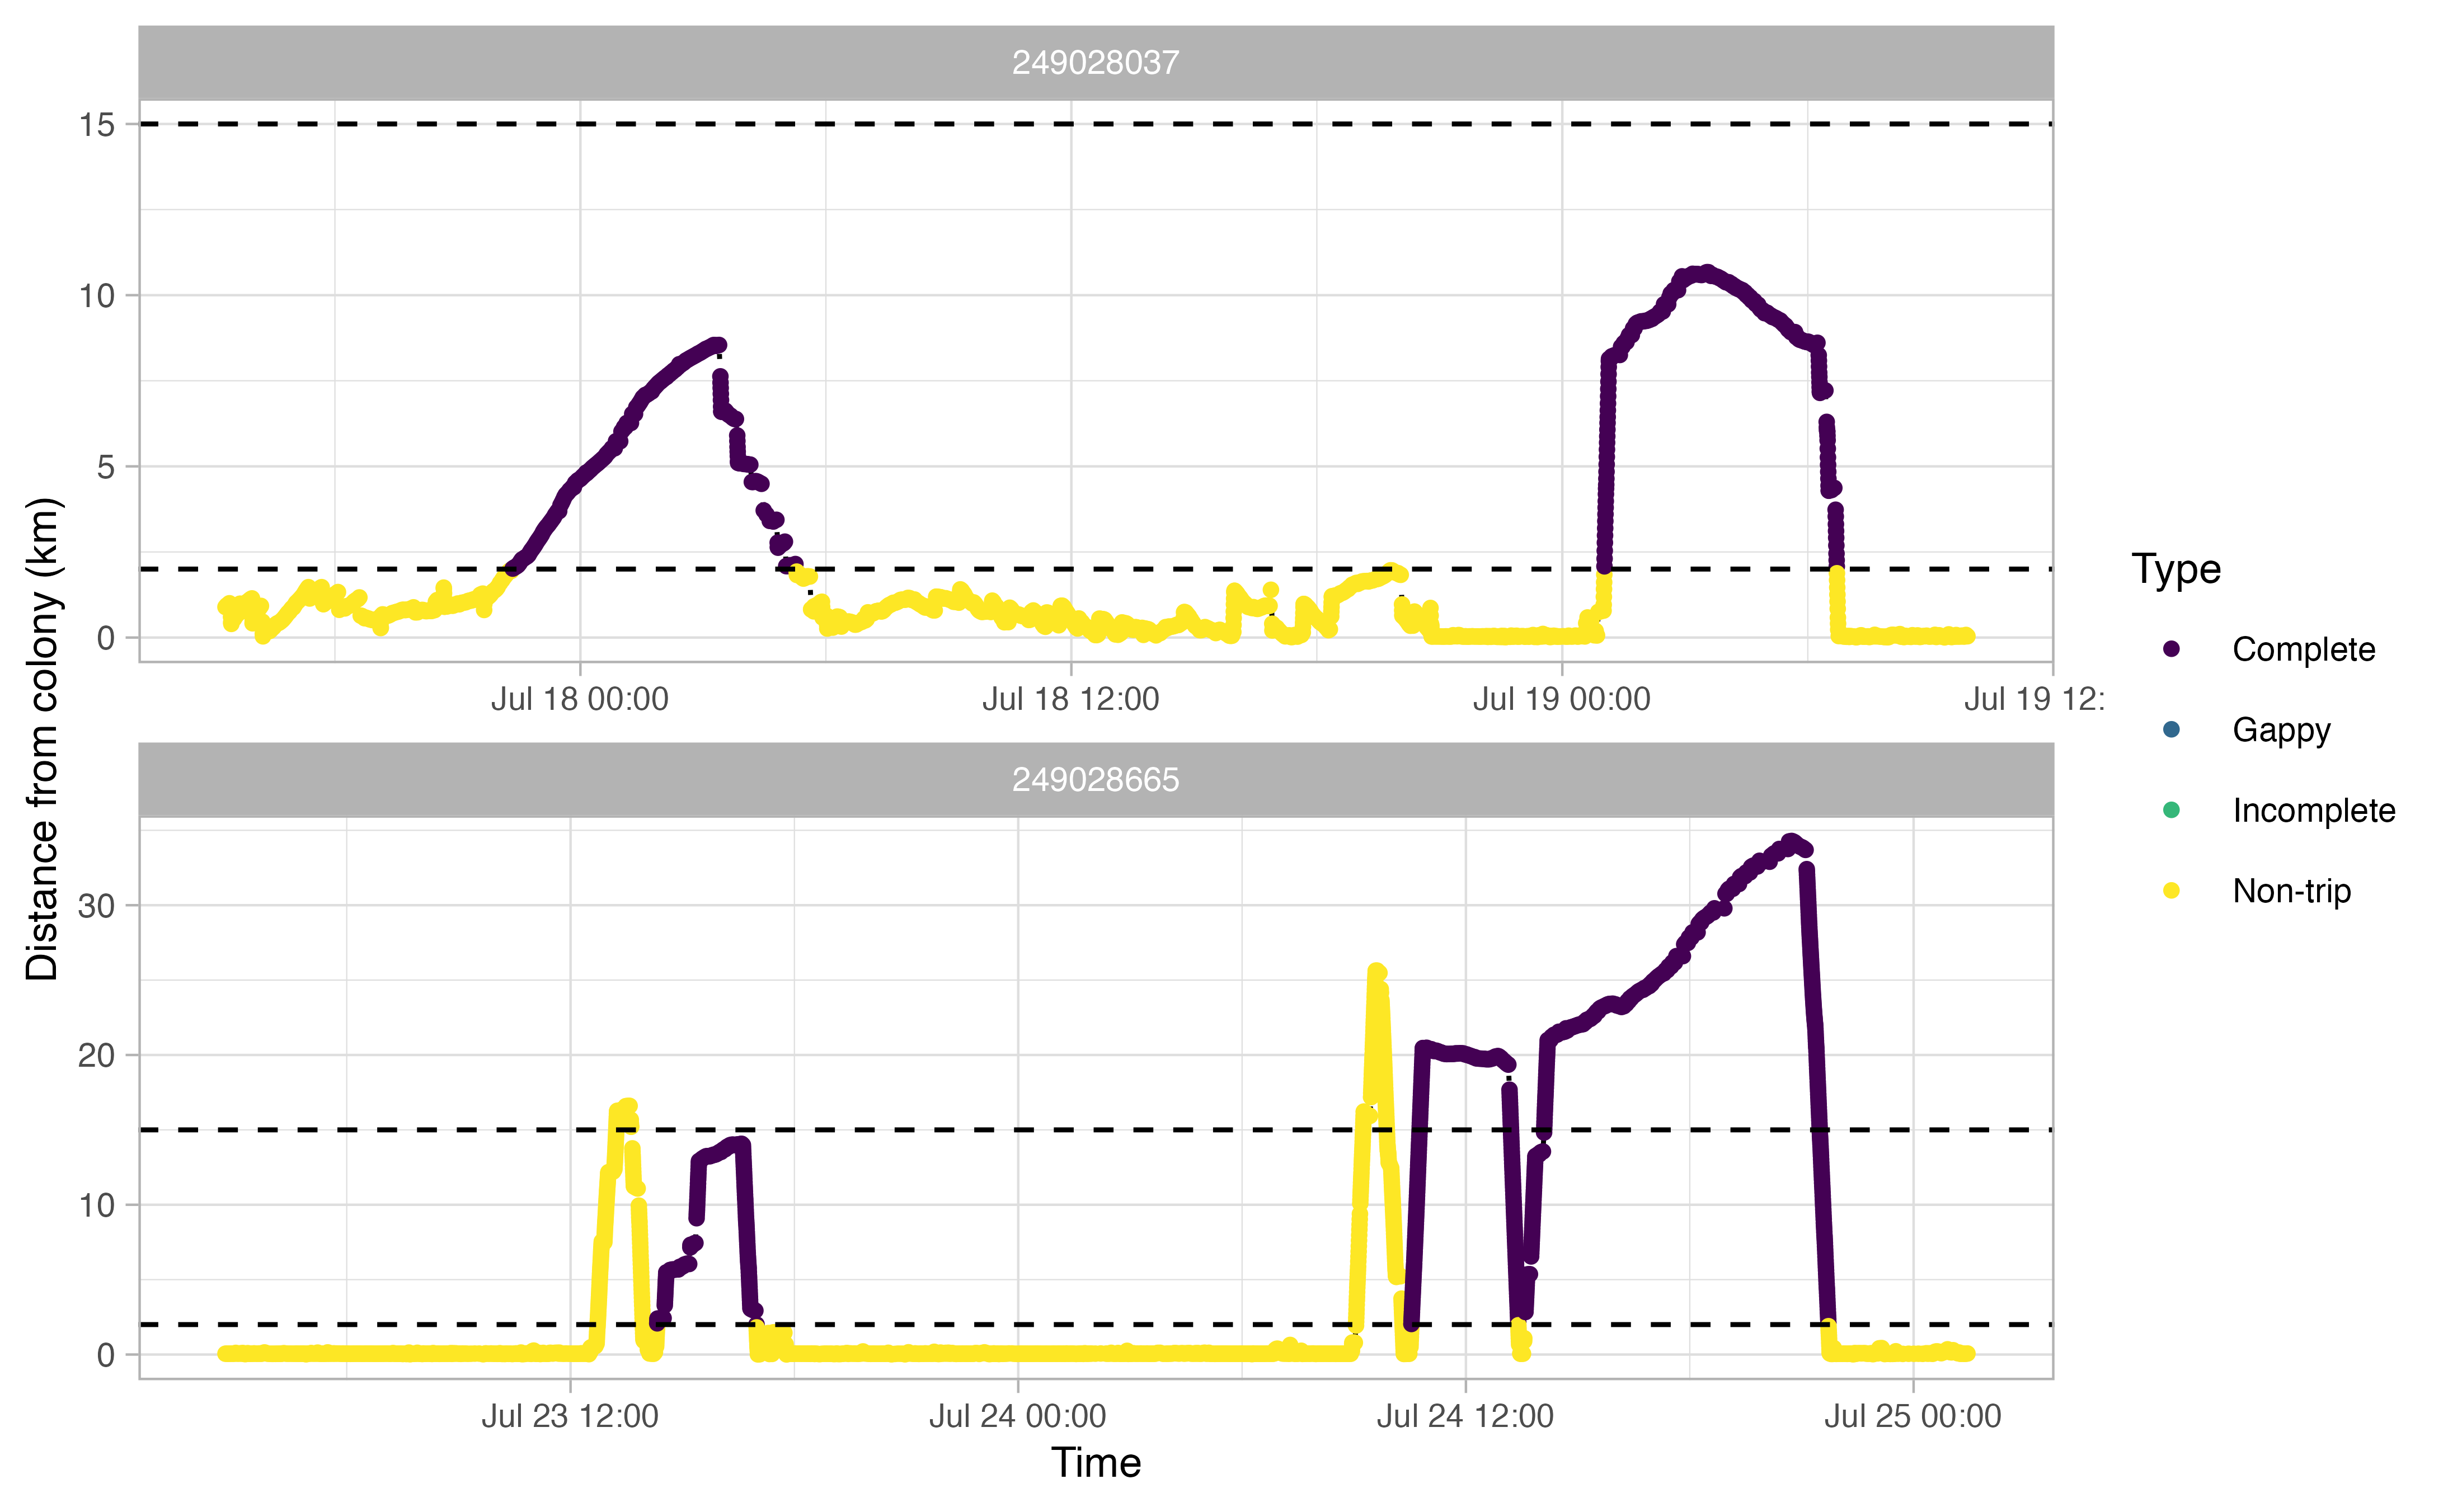 249028037
15
10
5
0
Jul 18 00:00
Jul 18 12:00
Jul 19 00:00
Jul 19 12:
Distance from colony (km)
249028665
30
20
10
0
Jul 23 12:00
Jul 24 00:00
Jul 24 12:00
Jul 25 00:00
Time
Type
Complete
Gappy
Incomplete
Non-trip